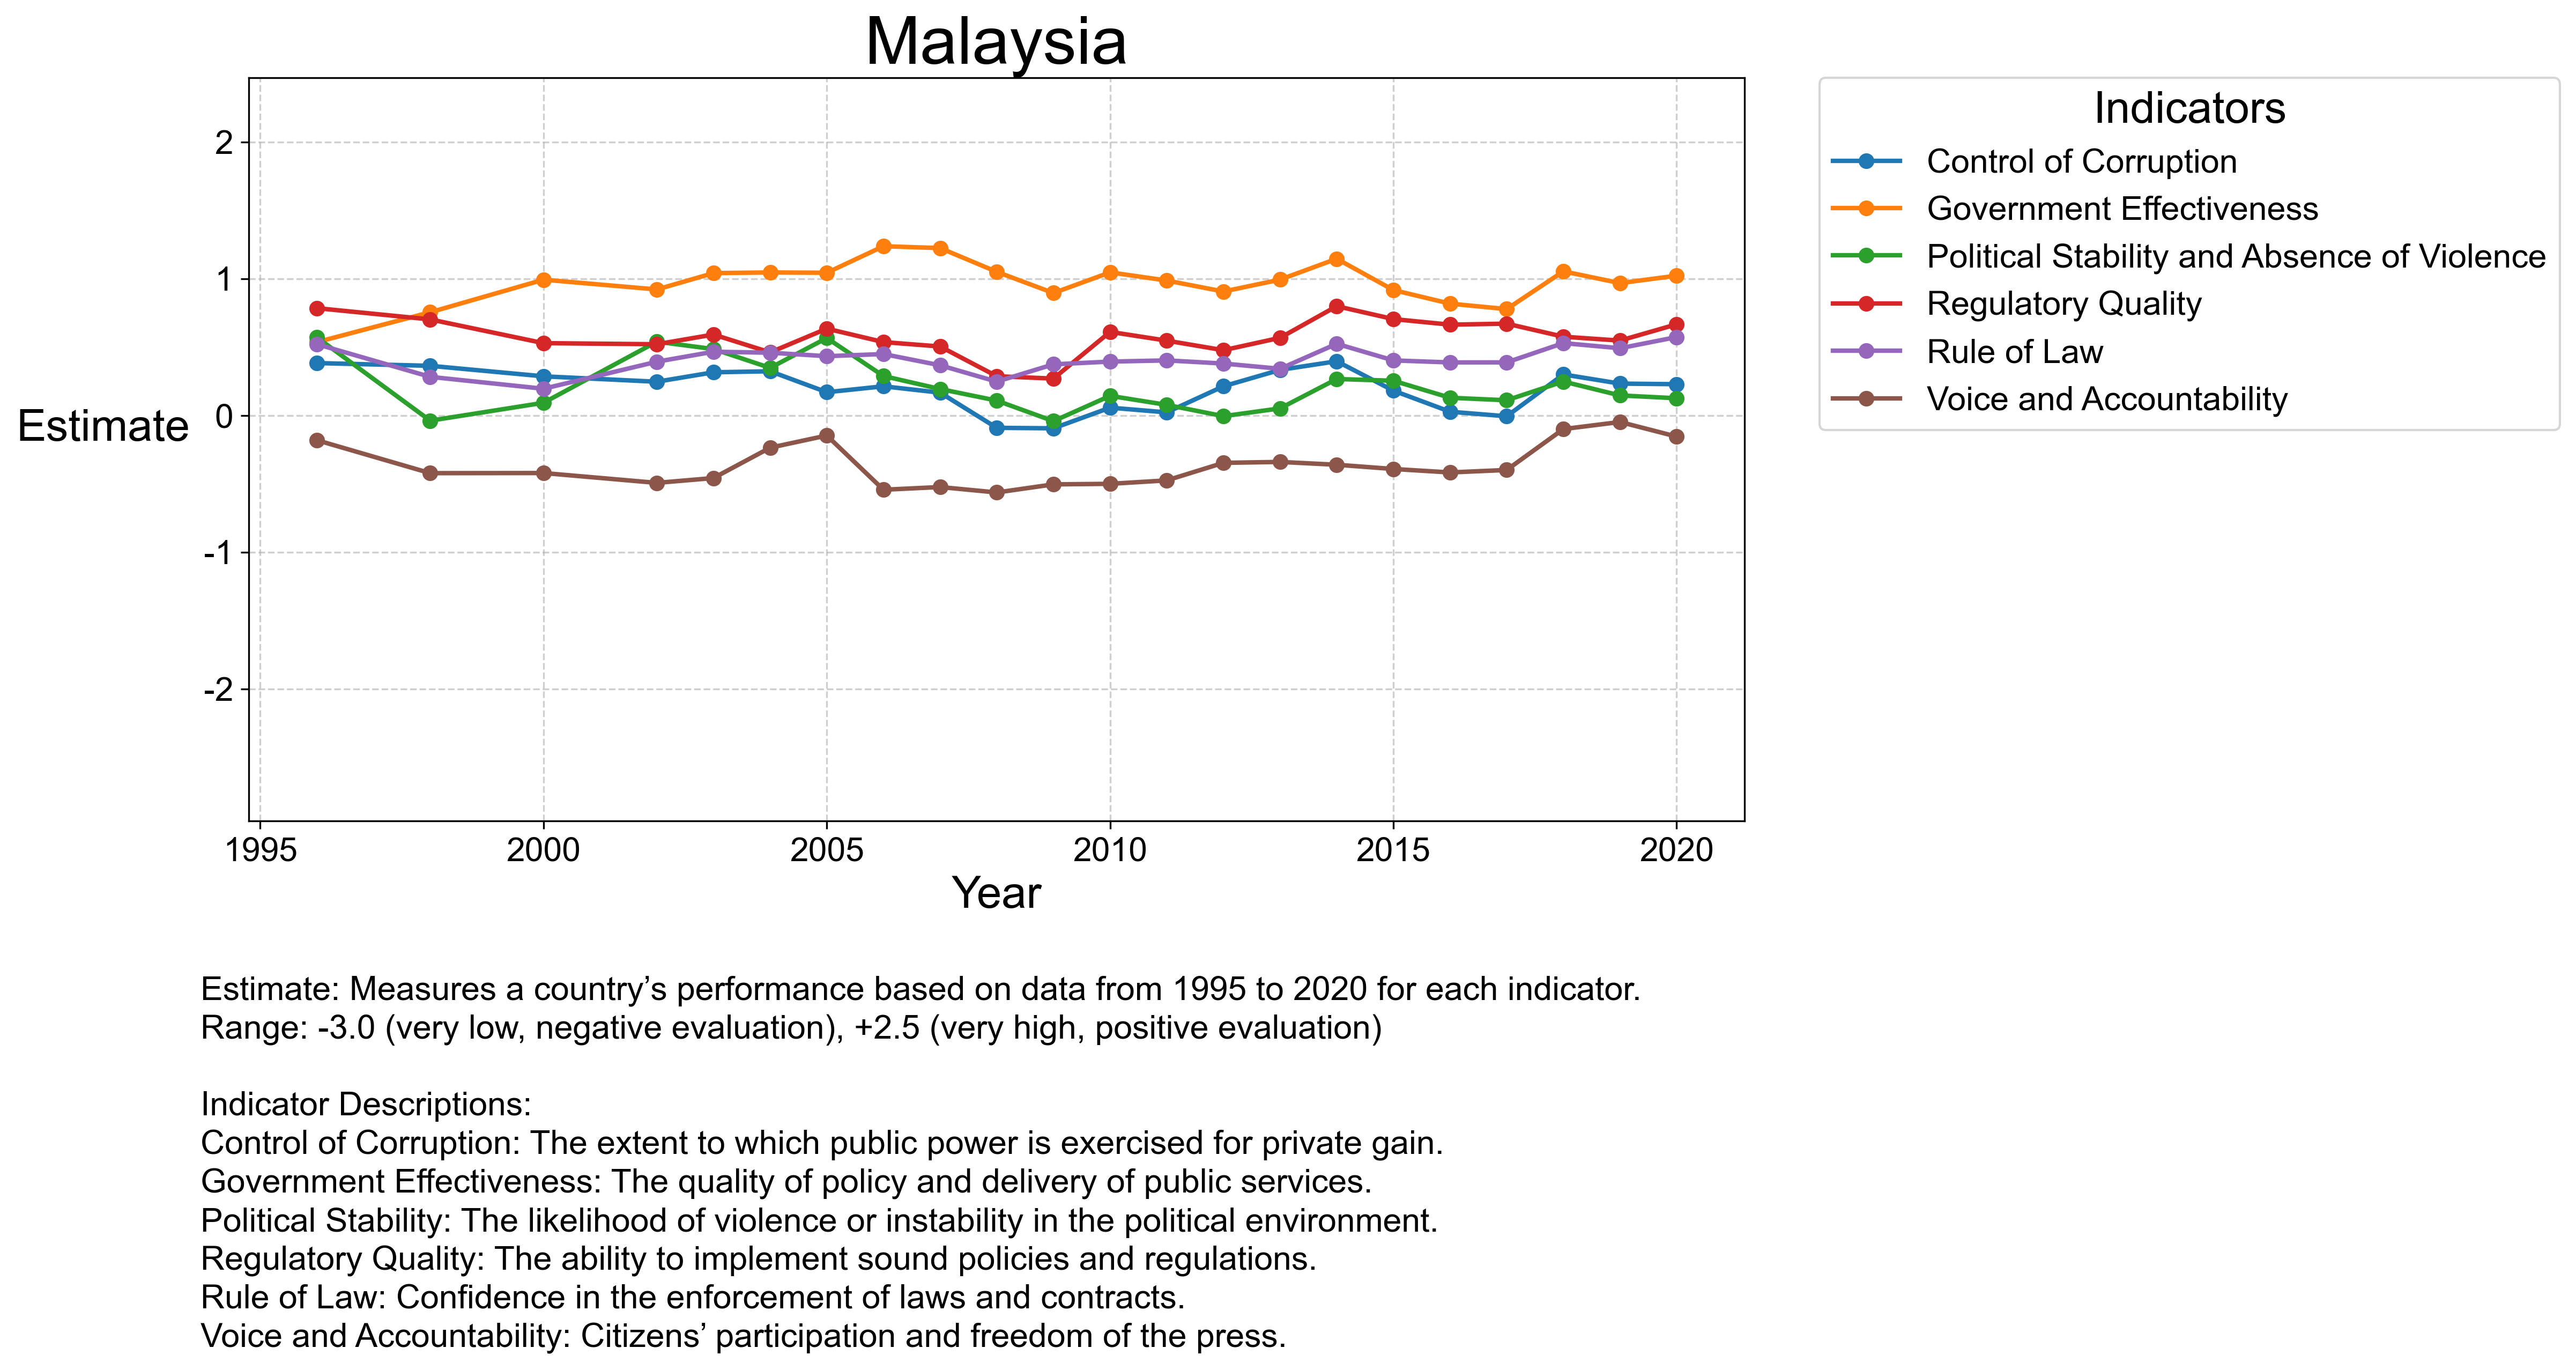 Malaysia
Estimate
2
1
0
-1
-2
1995 2000 2005 2010 2015 2020
Year
Indicators
Control of Corruption
Government Effectiveness
Political Stability and Absence of Violence
Regulatory Quality
Rule of Law
Voice and Accountability
Estimate: Measures a country’s performance based on data from 1995 to 2020 for each indicator.
Range: -3.0 (very low, negative evaluation), +2.5 (very high, positive evaluation)
Indicator Descriptions:
Control of Corruption: The extent to which public power is exercised for private gain.
Government Effectiveness: The quality of policy and delivery of public services.
Political Stability: The likelihood of violence or instability in the political environment.
Regulatory Quality: The ability to implement sound policies and regulations.
Rule of Law: Confidence in the enforcement of laws and contracts.
Voice and Accountability: Citizens’ participation and freedom of the press.